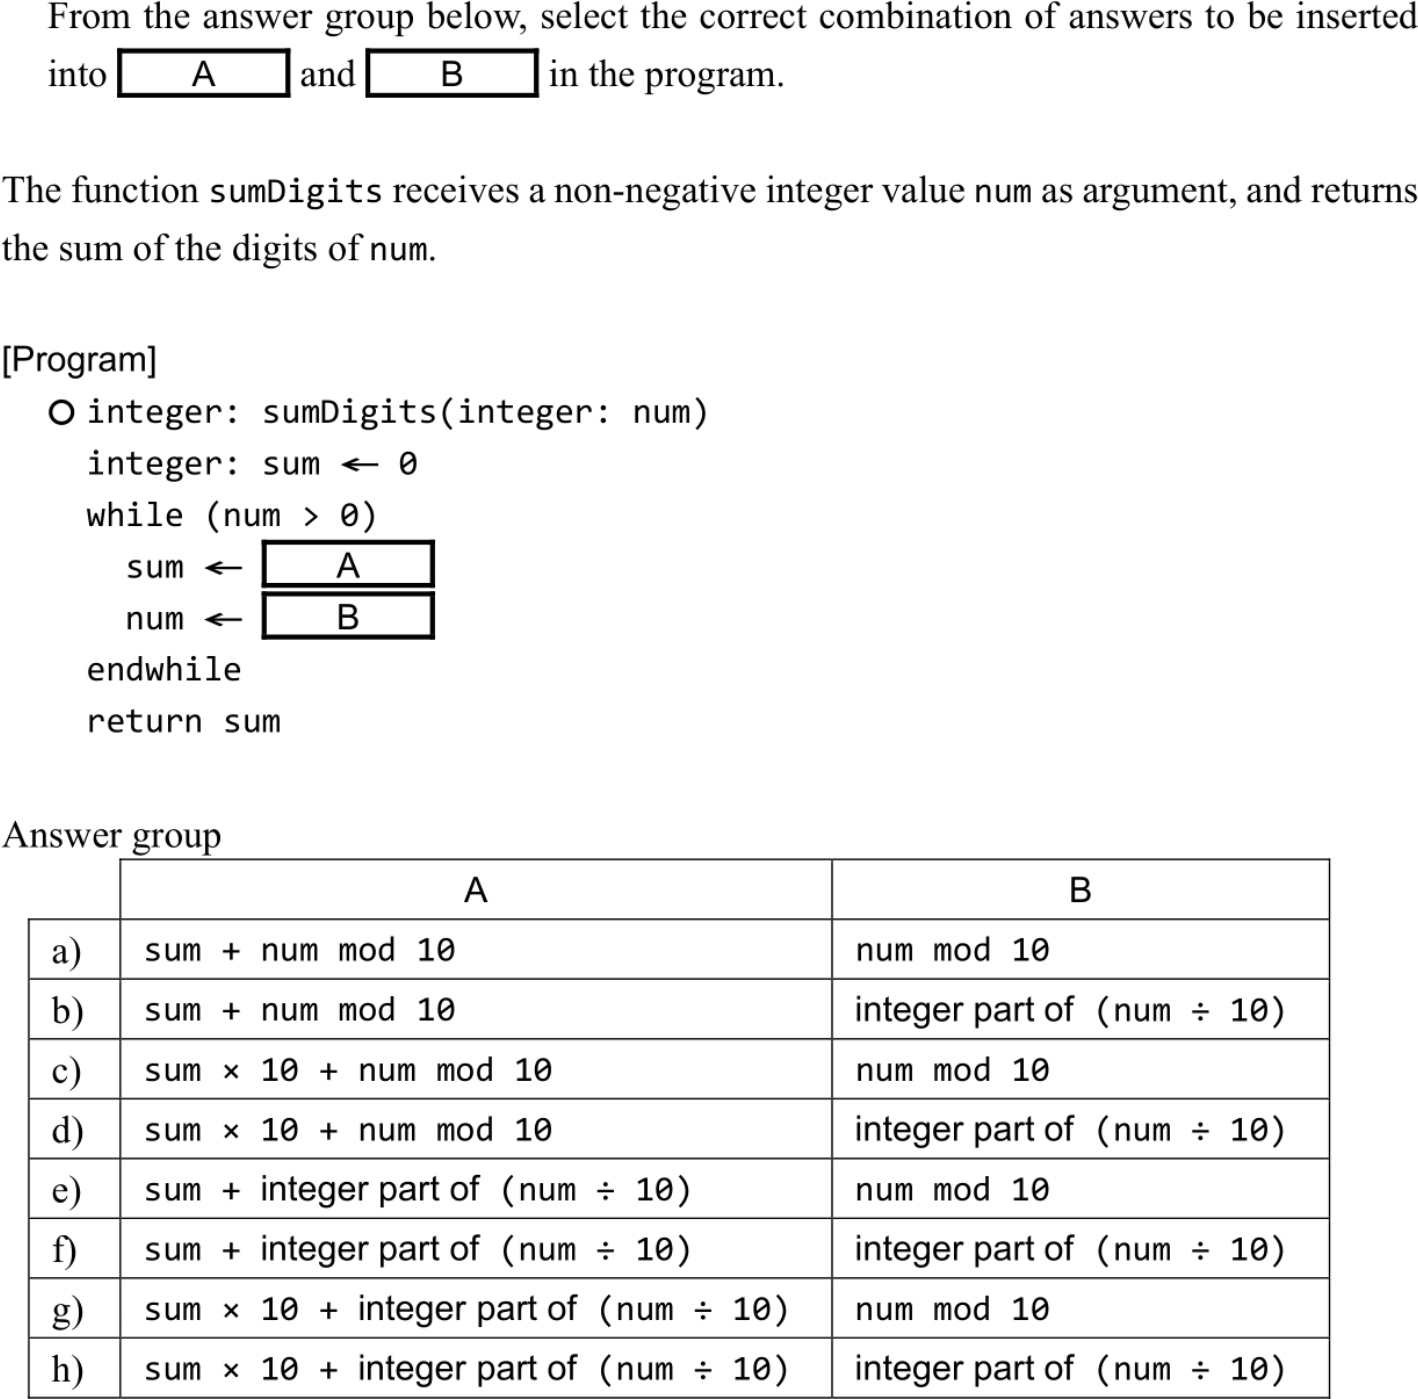 From the answer group below, select the correct combination of answers to be inserted
into A and B in the program.
The function sumDigits receives a non-negative integer value num as argument, and returns
the sum of the digits of num.
[Program]
○ integer: sumDigits(integer: num)
integer: sum ← 0
while (num > 0)
sum ← A
num ← B
endwhile
return sum
Answer group
A B
a) sum + num mod 10 num mod 10
b) sum + num mod 10 integer part of (num ÷ 10)
c) sum × 10 + num mod 10 num mod 10
d) sum × 10 + num mod 10 integer part of (num ÷ 10)
e) sum + integer part of (num ÷ 10) num mod 10
f) sum + integer part of (num ÷ 10) integer part of (num ÷ 10)
g) sum × 10 + integer part of (num ÷ 10) num mod 10
h) sum × 10 + integer part of (num ÷ 10) integer part of (num ÷ 10)